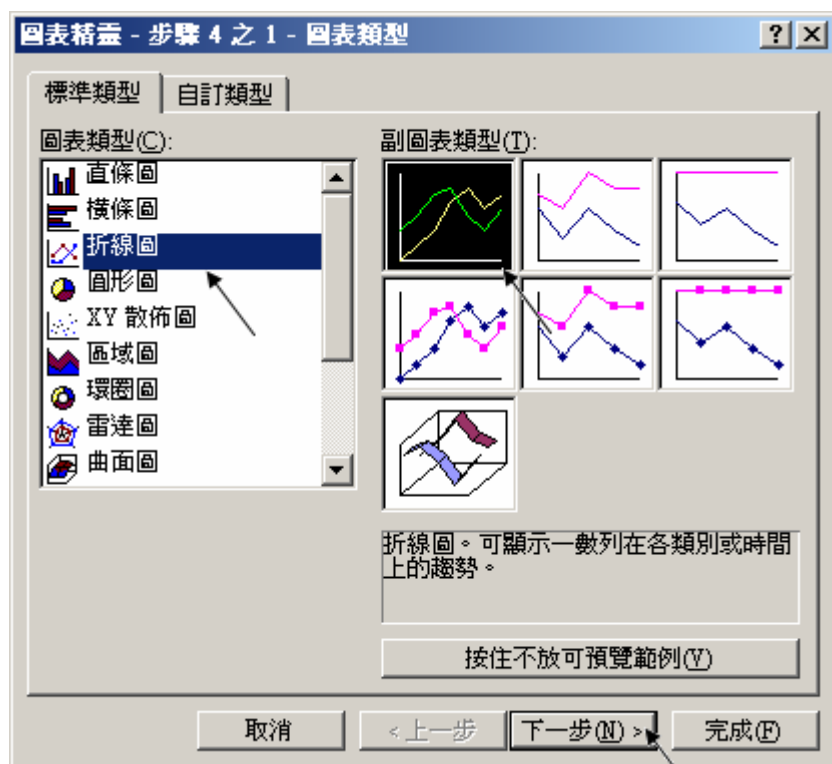 圖表精靈 - 步驟 4 之 1 - 圖表類型
標準類型
自訂類型
圖表類型(C):
直條圖
橫條圖
折線圖
圓形圖
XY 散佈圖
區域圖
環圈圖
雷達圖
曲面圖
副圖表類型(T):
折線圖。可顯示一數列在各類別或時間
上的趨勢。
按住不放可預覽範例(V)
取消
<上一步
下一步(N) >
完成(F)